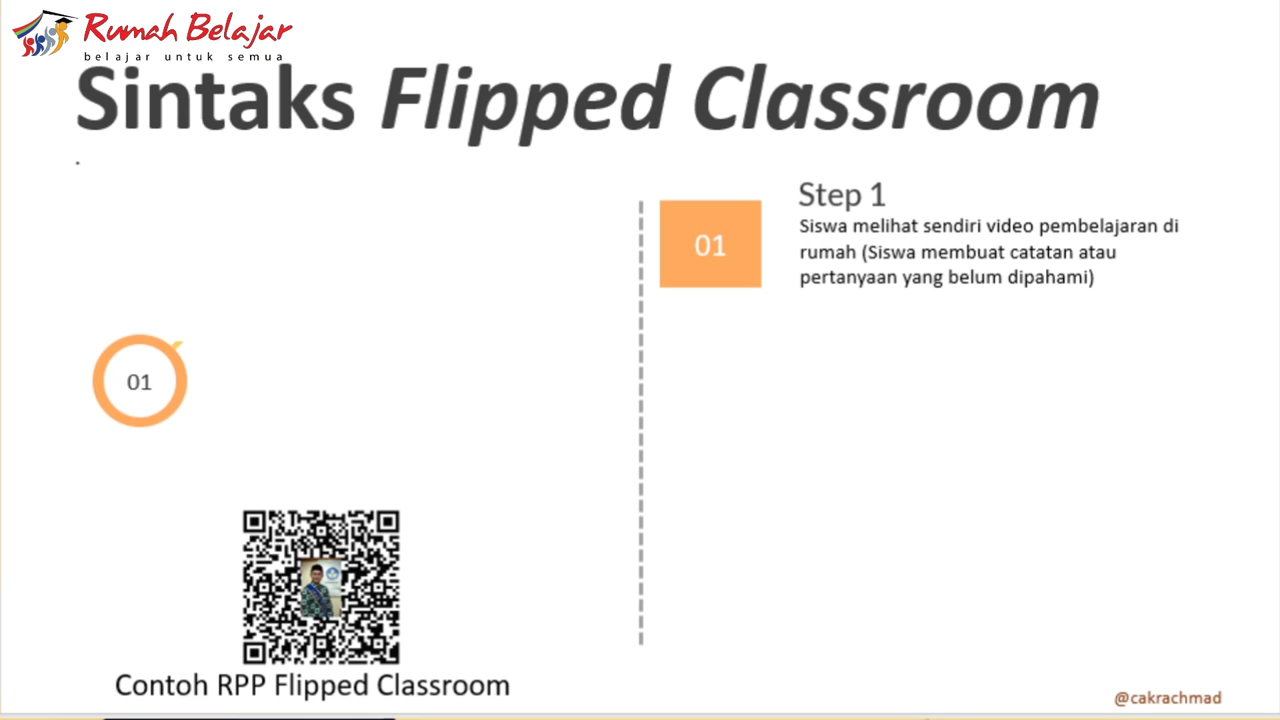 Rumah Belajar
belajar untuk semua
Sintaks Flipped Classroom
.
01
Step 1
Siswa melihat sendiri video pembelajaran di
rumah (Siswa membuat catatan atau
pertanyaan yang belum dipahami)
01
Contoh RPP Flipped Classroom
@cakrachmad